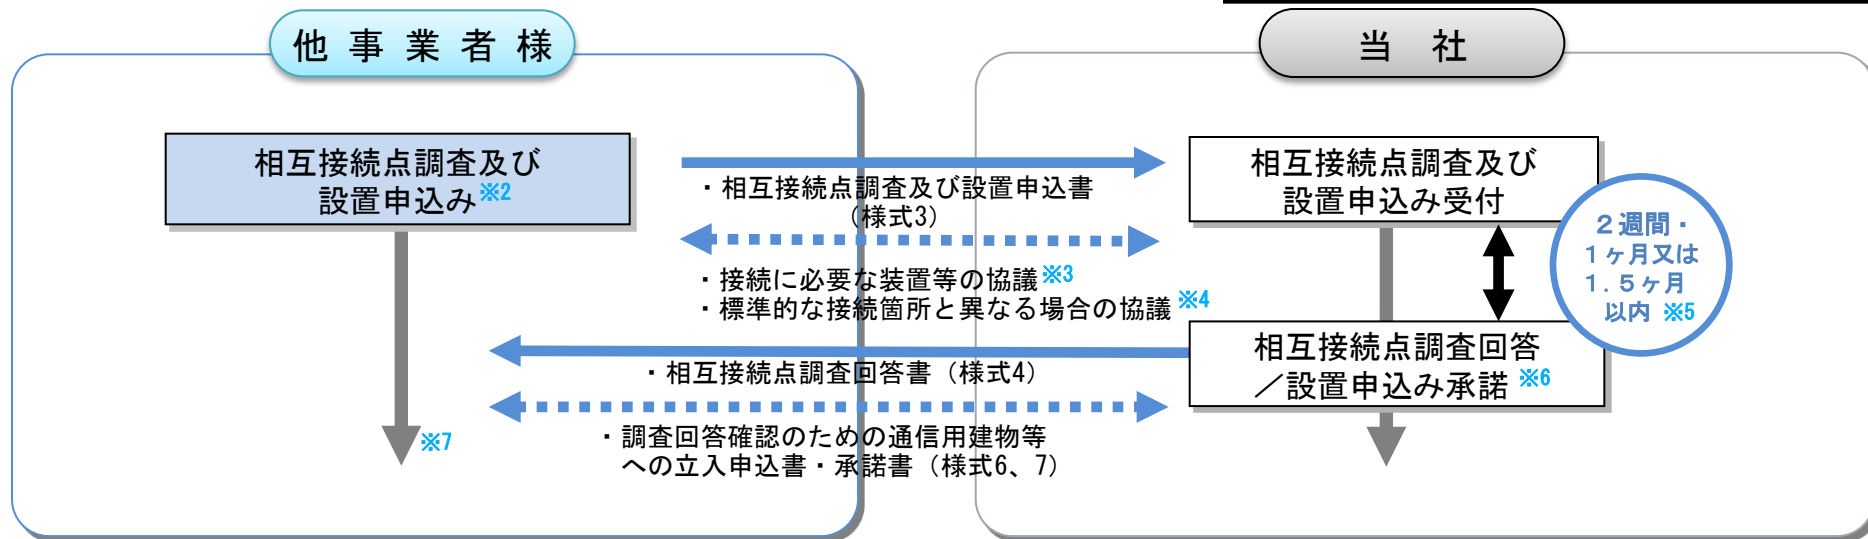 他事業者様
当社
相互接続点調査及び
設置申込み※2
・相互接続点調査及び設置申込書
(様式3)
相互接続点調査及び
設置申込み受付
２週間・
１ヶ月又は
１.５ヶ月
以内 ※5
・接続に必要な装置等の協議※3
・標準的な接続箇所と異なる場合の協議※4
・相互接続点調査回答書（様式4）
相互接続点調査回答
／設置申込み承諾※6
※7
・調査回答確認のための通信用建物等
への立入申込書・承諾書（様式6、7）